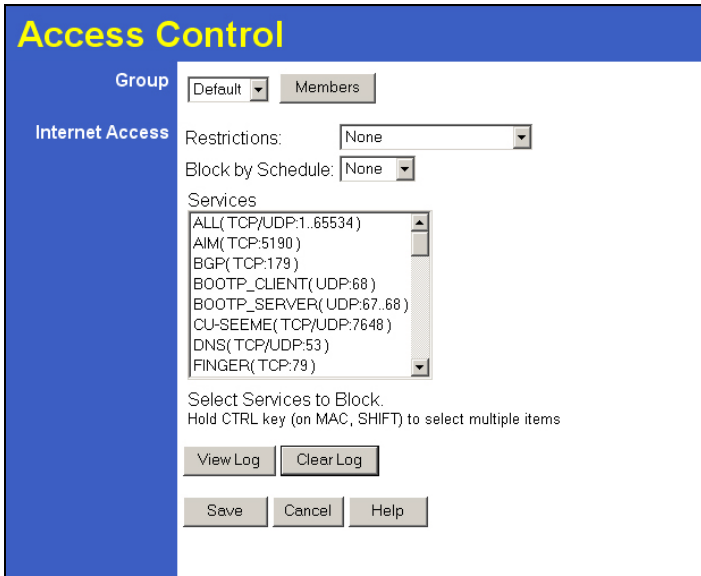 Access Control
Group Default Members
Internet Access Restrictions: None
Block by Schedule: None
Services
ALL(TCP/UDP:1..65534)
AIM(TCP:5190)
BGP(TCP:179)
BOOTP_CLIENT(UDP:68)
BOOTP_SERVER(UDP:67..68)
CU-SEEME(TCP/UDP:7648)
DNS(TCP/UDP:53)
FINGER(TCP:79)
Select Services to Block.
Hold CTRL key (on MAC, SHIFT) to select multiple items
View Log Clear Log
Save Cancel Help